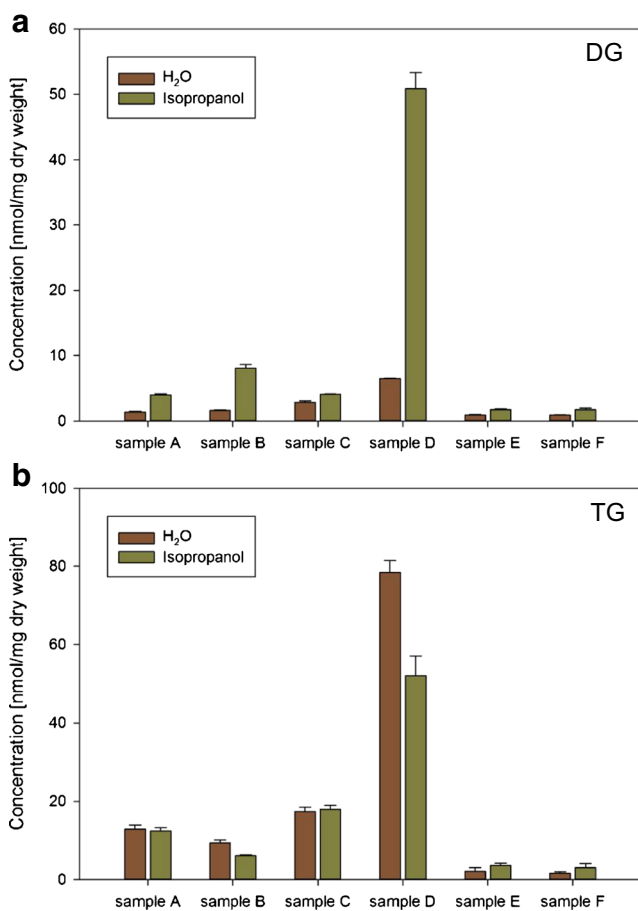 a
DG
H₂O
Isopropanol
Concentration [nmol/mg dry weight]
60
50
40
30
20
10
0
sample A sample B sample C sample D sample E sample F
b
TG
H₂O
Isopropanol
Concentration [nmol/mg dry weight]
100
80
60
40
20
0
sample A sample B sample C sample D sample E sample F